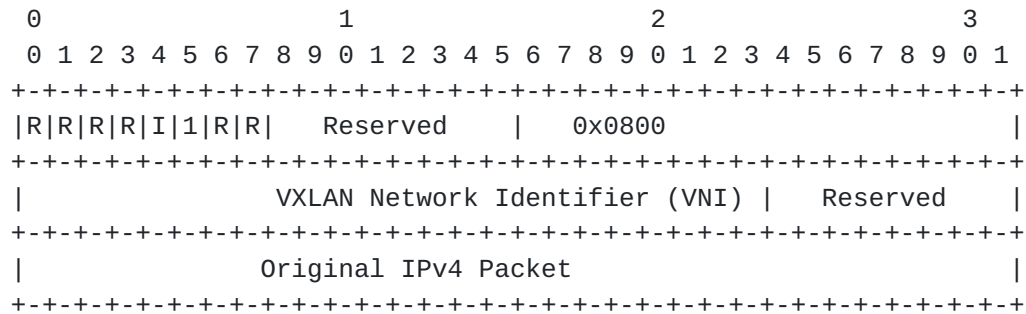 0                   1                   2                   3
 0 1 2 3 4 5 6 7 8 9 0 1 2 3 4 5 6 7 8 9 0 1 2 3 4 5 6 7 8 9 0 1
+-+-+-+-+-+-+-+-+-+-+-+-+-+-+-+-+-+-+-+-+-+-+-+-+-+-+-+-+-+-+-+-+
|R|R|R|R|I|1|R|R|   Reserved    |   0x0800                      |
+-+-+-+-+-+-+-+-+-+-+-+-+-+-+-+-+-+-+-+-+-+-+-+-+-+-+-+-+-+-+-+-+
|                VXLAN Network Identifier (VNI) |   Reserved    |
+-+-+-+-+-+-+-+-+-+-+-+-+-+-+-+-+-+-+-+-+-+-+-+-+-+-+-+-+-+-+-+-+
|               Original IPv4 Packet                            |
+-+-+-+-+-+-+-+-+-+-+-+-+-+-+-+-+-+-+-+-+-+-+-+-+-+-+-+-+-+-+-+-+